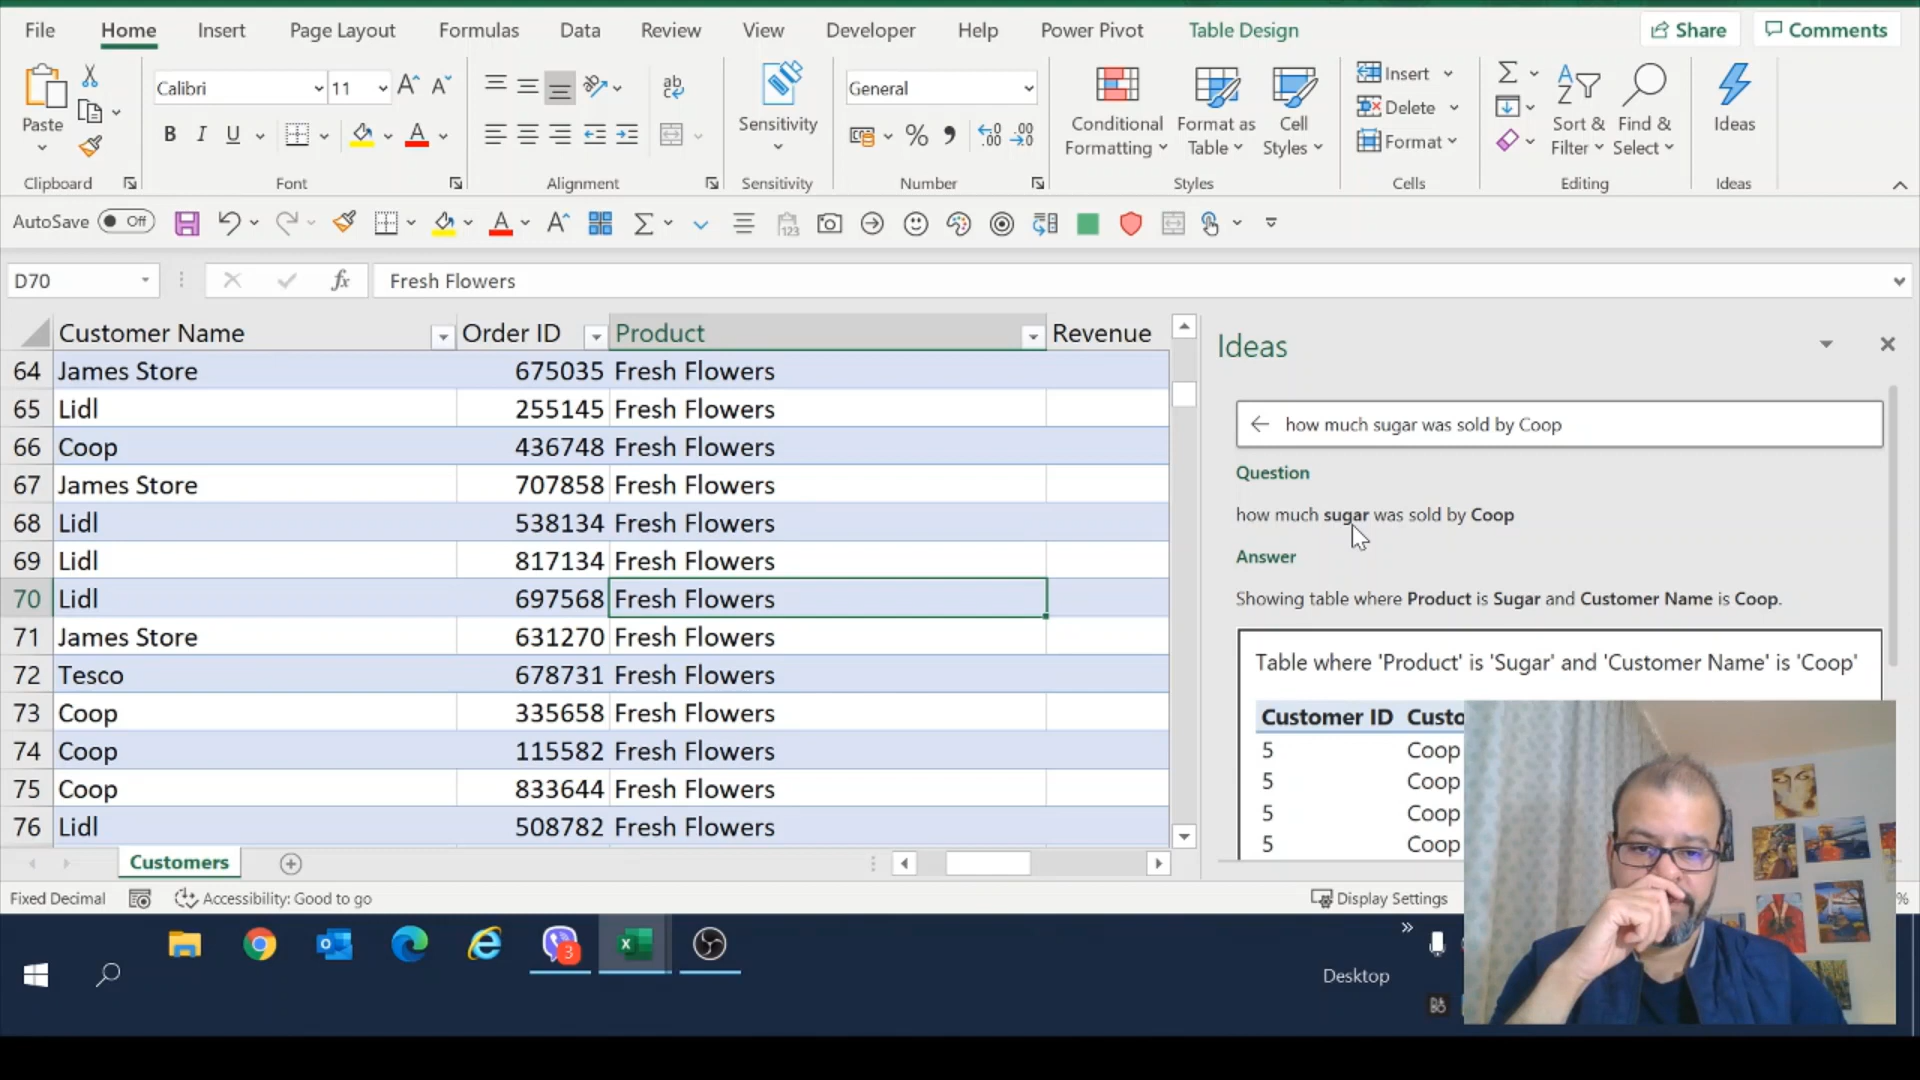 File Home Insert Page Layout Formulas Data Review View Developer Help Power Pivot Table Design Share Comments
Calibri 11 General Insert
Delete
Paste Sensitivity Conditional Format as Cell Format Sort & Find & Ideas
Formatting Table Styles Filter Select
Clipboard Font Alignment Sensitivity Number Styles Cells Editing Ideas
AutoSave Off
D70 fx Fresh Flowers
Customer Name Order ID Product Revenue
64 James Store 675035 Fresh Flowers
65 Lidl 255145 Fresh Flowers
66 Coop 436748 Fresh Flowers
67 James Store 707858 Fresh Flowers
68 Lidl 538134 Fresh Flowers
69 Lidl 817134 Fresh Flowers
70 Lidl 697568 Fresh Flowers
71 James Store 631270 Fresh Flowers
72 Tesco 678731 Fresh Flowers
73 Coop 335658 Fresh Flowers
74 Coop 115582 Fresh Flowers
75 Coop 833644 Fresh Flowers
76 Lidl 508782 Fresh Flowers
Ideas
how much sugar was sold by Coop
Question
how much sugar was sold by Coop
Answer
Showing table where Product is Sugar and Customer Name is Coop.
Table where 'Product' is 'Sugar' and 'Customer Name' is 'Coop'
Customer ID Custo
5 Coop
5 Coop
5 Coop
5 Coop
Customers
Fixed Decimal Accessibility: Good to go Display Settings %
3
Desktop